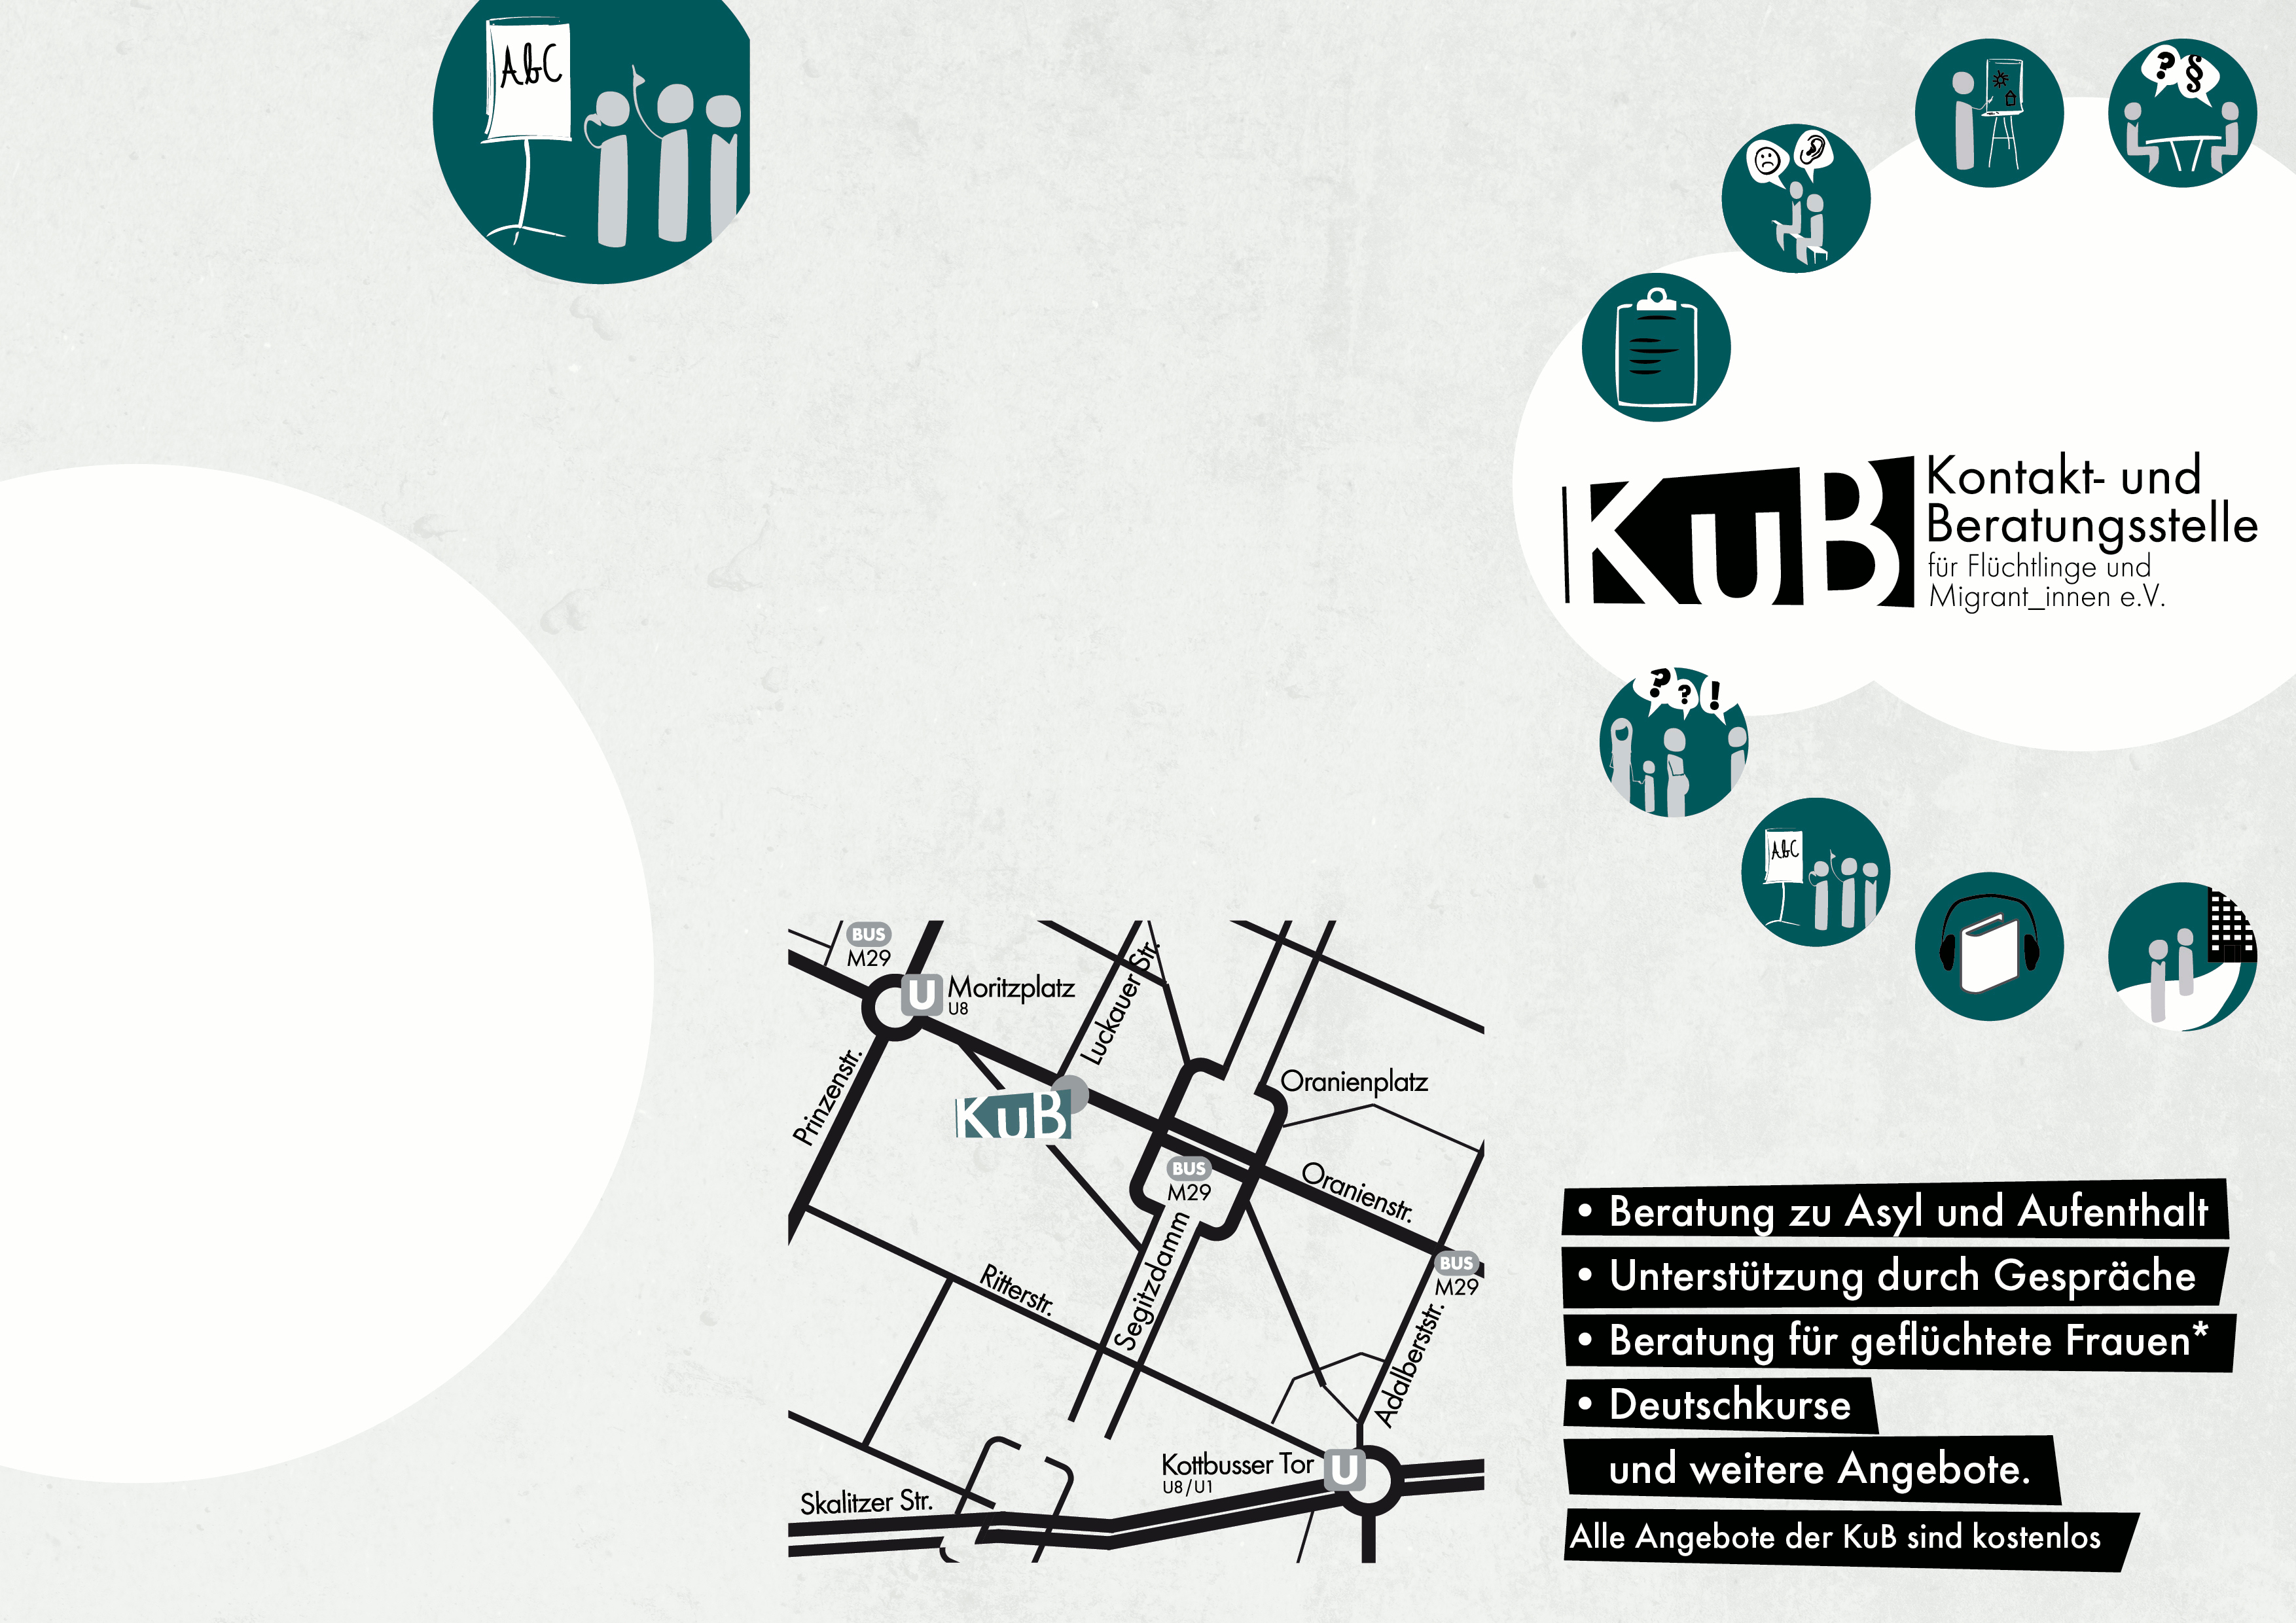 AbC
? §
KuB
Kontakt- und
Beratungsstelle
für Flüchtlinge und
Migrant_innen e.V.
? ? !
AbC
BUS
M29
U Moritzplatz
U8
Luckauer Str.
Prinzenstr.
KuB
Oranienplatz
BUS
M29
Oranienstr.
Segitzdamm
Ritterstr.
BUS
M29
Adalberststr.
Kottbusser Tor U
U8/U1
Skalitzer Str.
• Beratung zu Asyl und Aufenthalt
• Unterstützung durch Gespräche
• Beratung für geflüchtete Frauen*
• Deutschkurse
und weitere Angebote.
Alle Angebote der KuB sind kostenlos